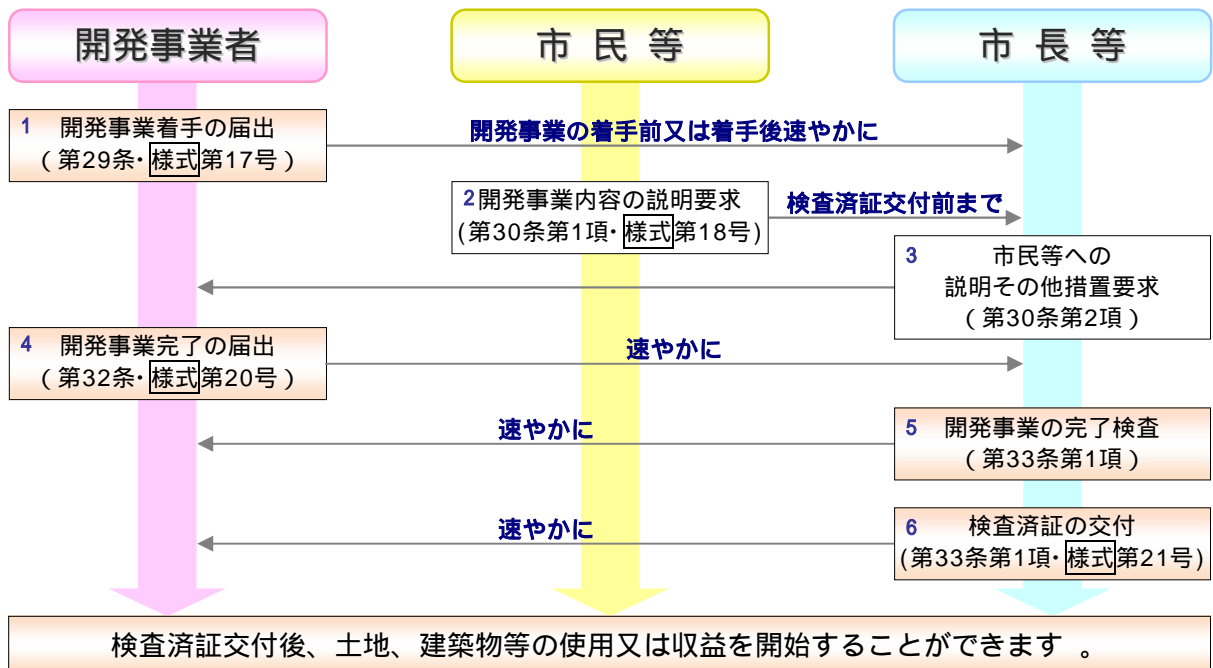 開発事業者
市 民 等
市 長 等
1 開発事業着手の届出
(第29条・様式第17号)
開発事業の着手前又は着手後速やかに
2開発事業内容の説明要求
(第30条第1項・様式第18号)
検査済証交付前まで
3 市民等への
説明その他措置要求
(第30条第2項)
4 開発事業完了の届出
(第32条・様式第20号)
速やかに
速やかに
5 開発事業の完了検査
(第33条第1項)
速やかに
6 検査済証の交付
(第33条第1項・様式第21号)
検査済証交付後、土地、建築物等の使用又は収益を開始することができます 。